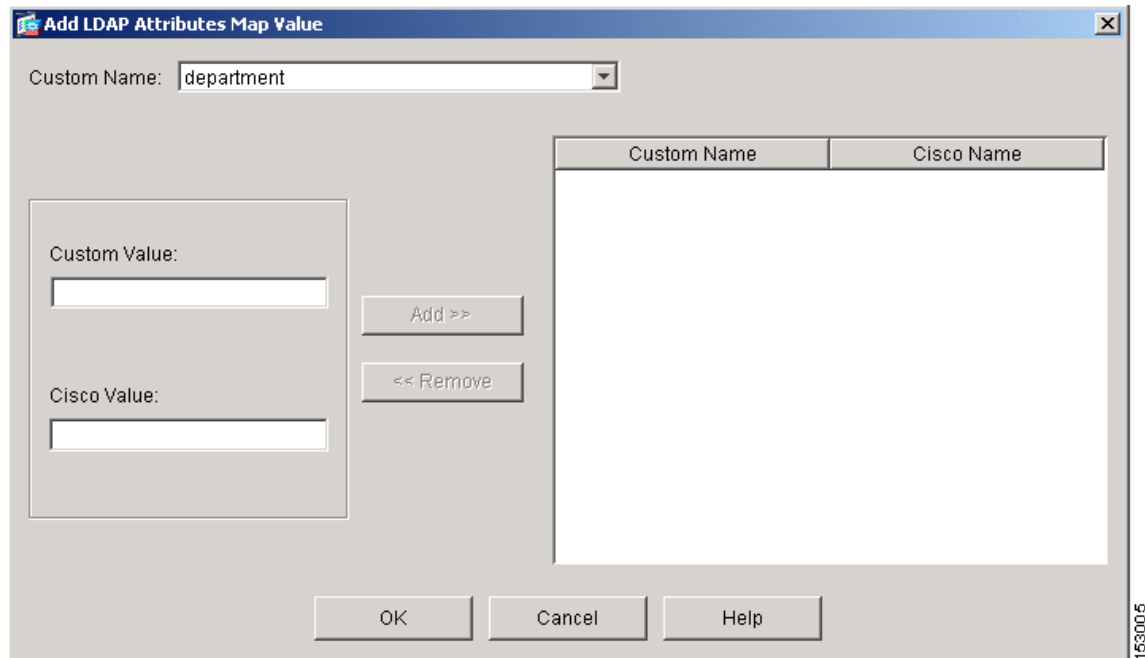 Add LDAP Attributes Map Value
Custom Name: department
Custom Name Cisco Name
Custom Value:
Add >>
<< Remove
Cisco Value:
OK Cancel Help
153005